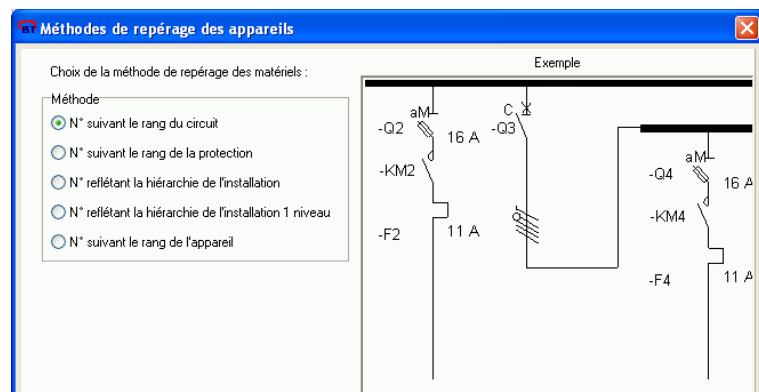 BT Méthodes de repérage des appareils
Choix de la méthode de repérage des matériels :
Méthode
N° suivant le rang du circuit
N° suivant le rang de la protection
N° reflétant la hiérarchie de l'installation
N° reflétant la hiérarchie de l'installation 1 niveau
N° suivant le rang de l'appareil
Exemple
aM
-Q2
16 A
-KM2
-F2
11 A
C
-Q3
aM
-Q4
16 A
-KM4
-F4
11 A